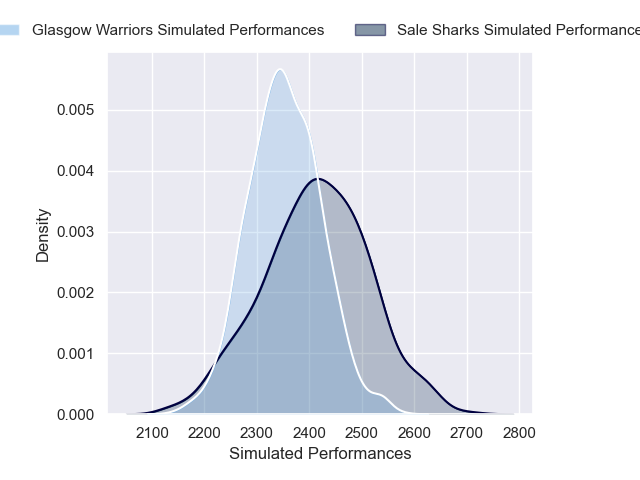 Glasgow Warriors Simulated Performances
Sale Sharks Simulated Performance
0.005
0.004
0.003
0.002
0.001
0.000
Density
2100 2200 2300 2400 2500 2600 2700 2800
Simulated Performances